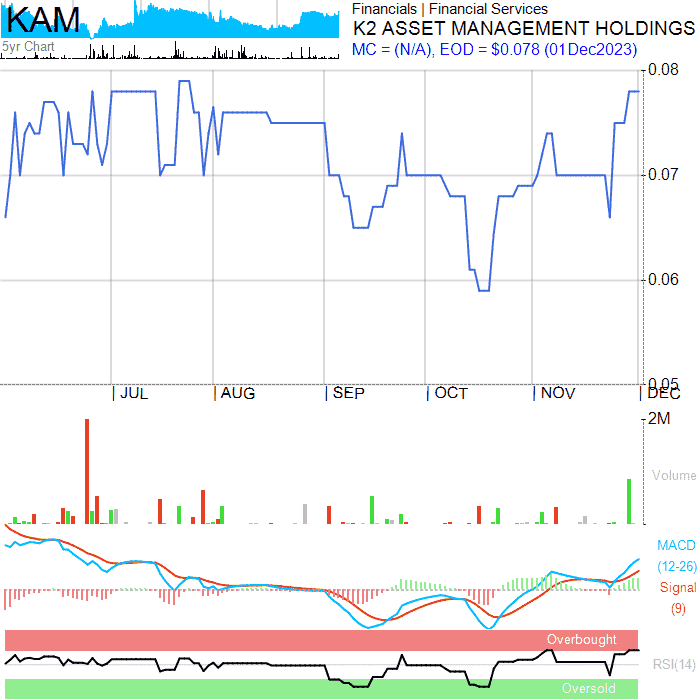 KAM
5yr Chart
Financials | Financial Services
K2 ASSET MANAGEMENT HOLDINGS
MC = (N/A), EOD = $0.078 (01Dec2023)
0.08
0.07
0.06
0.05
JUL AUG SEP OCT NOV DEC
2M
Volume
MACD
(12-26)
Signal
(9)
Overbought
RSI(14)
Oversold